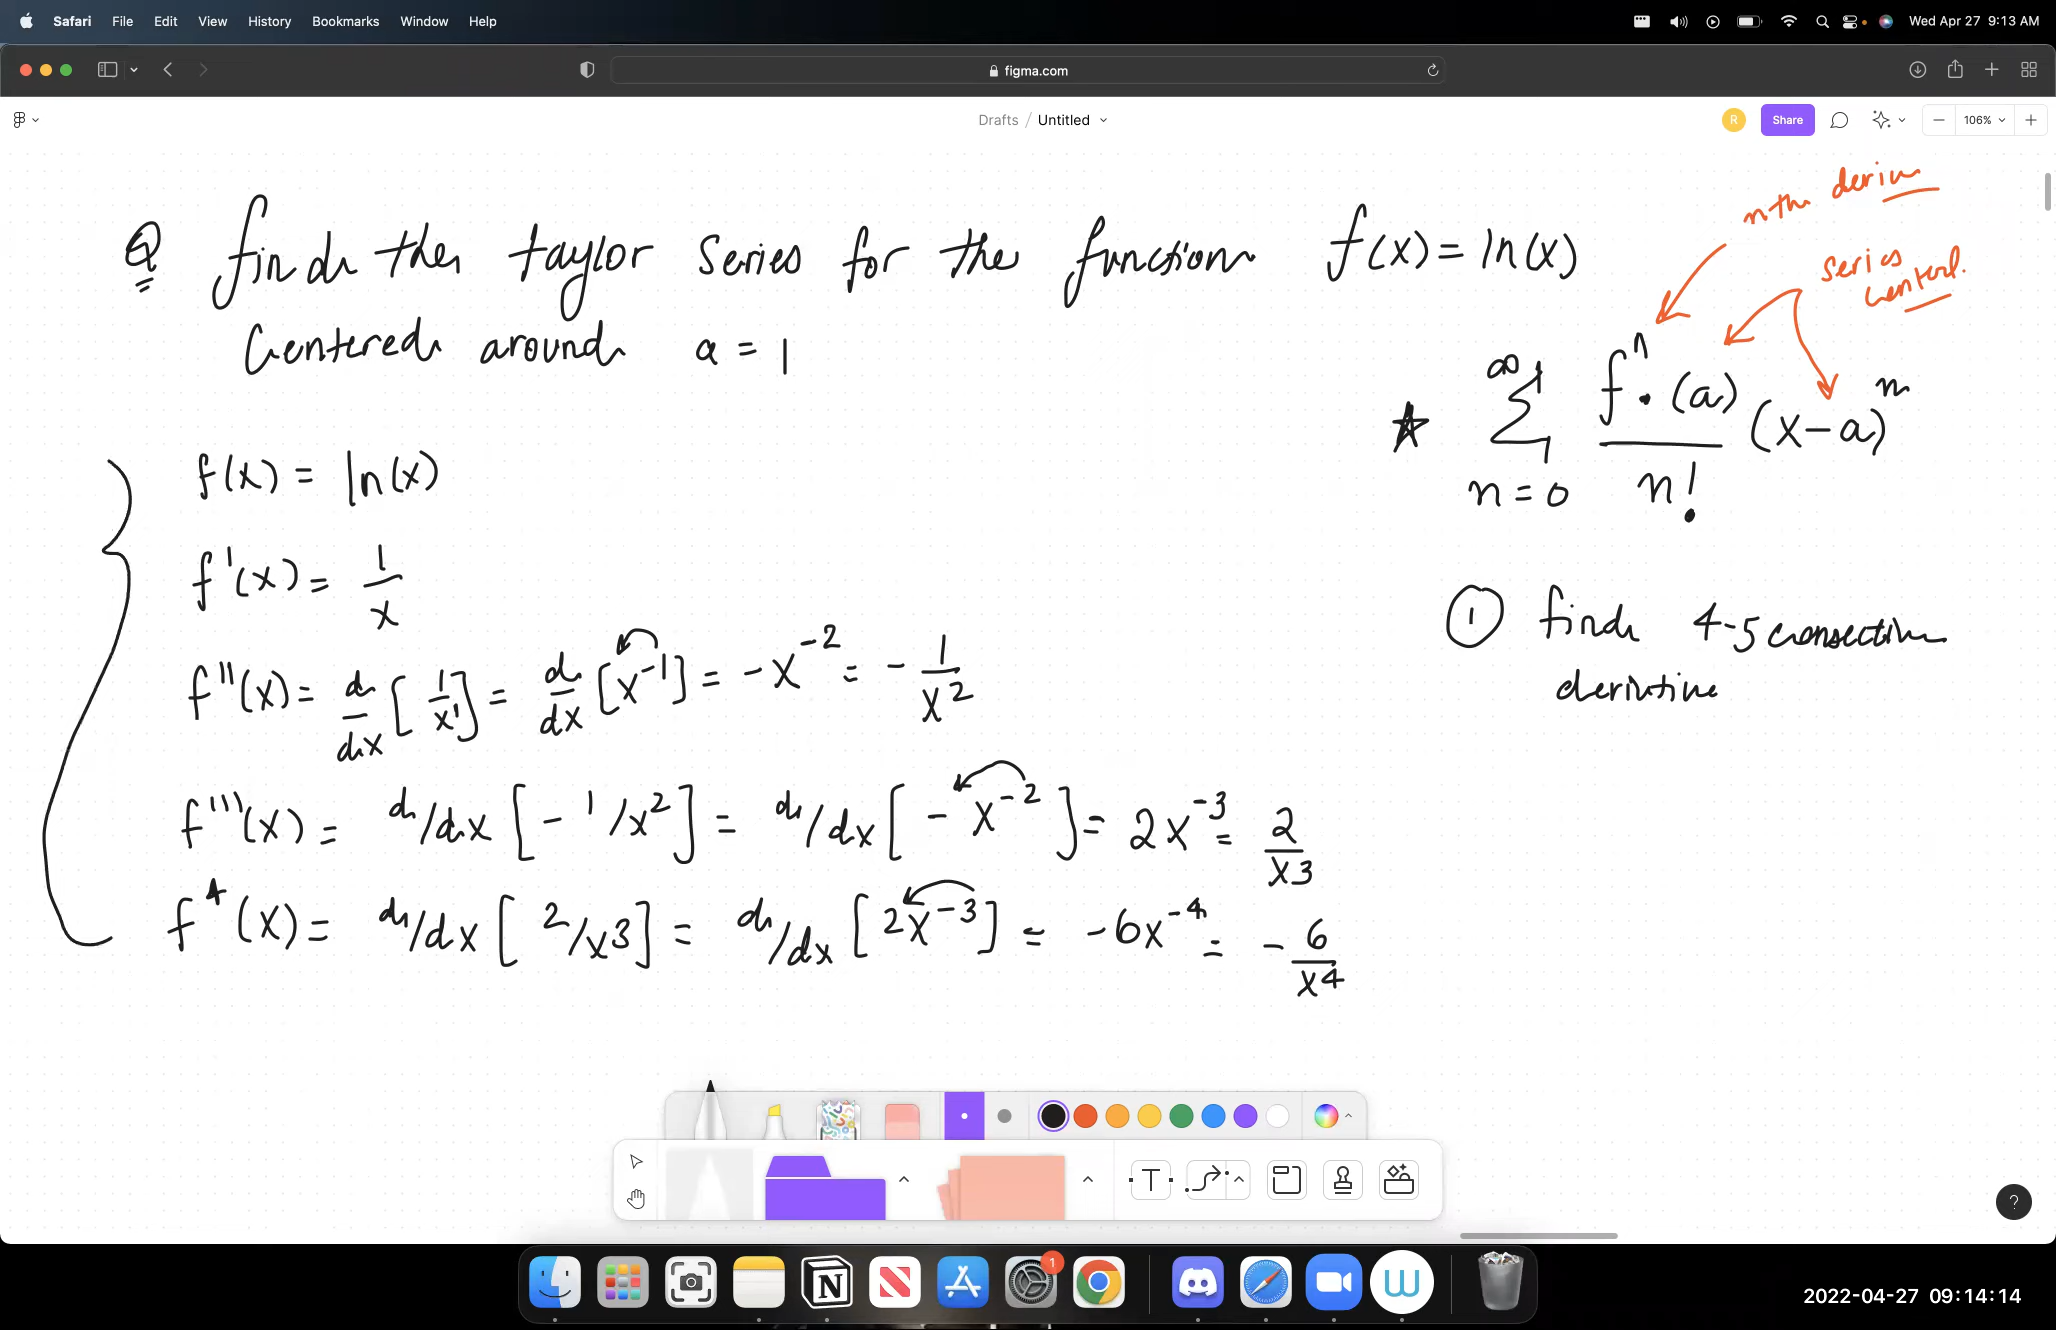 Safari File Edit View History Bookmarks Window Help
Wed Apr 27 9:13 AM
figma.com
Drafts / Untitled
R
Share
106%
nth deriv
Q find the taylor series for the function f(x) = ln(x)
series
centered around a = 1
★ ∞ Σ n=0 f^n · (a) / n! (x-a)^n
f(x) = ln(x)
f'(x) = 1/x
① find 4-5
f''(x) = d/dx [1/x^1] = d/dx [x^-1] = -x^-2 = - 1/x^2
f'''(x) = d/dx [- 1/x^2] = d/dx [- x^-2] = 2x^-3 = 2/x3
f^4(x) = d/dx [2/x3] = d/dx [2x^-3] = -6x^-4 = - 6/x4
T
?
1
N
W
2022-04-27 09:14:14